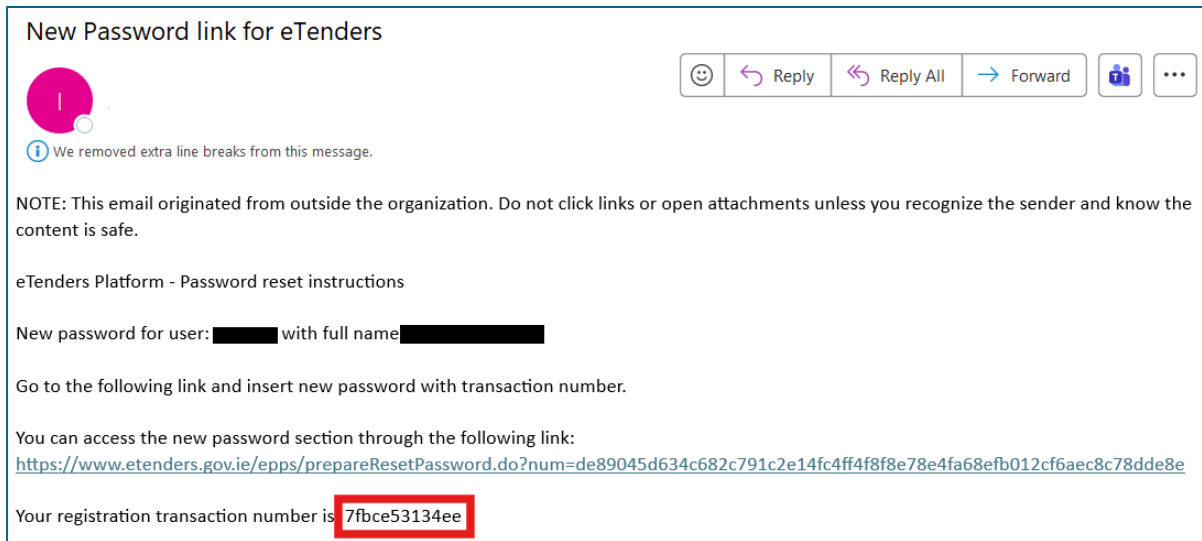 New Password link for eTenders
Reply
Reply All
Forward
I
We removed extra line breaks from this message.
NOTE: This email originated from outside the organization. Do not click links or open attachments unless you recognize the sender and know the
content is safe.
eTenders Platform - Password reset instructions
New password for user: with full name
Go to the following link and insert new password with transaction number.
You can access the new password section through the following link:
https://www.etenders.gov.ie/epps/prepareResetPassword.do?num=de89045d634c682c791c2e14fc4ff4f8f8e78e4fa68efb012cf6aec8c78dde8e
Your registration transaction number is 7fbce53134ee